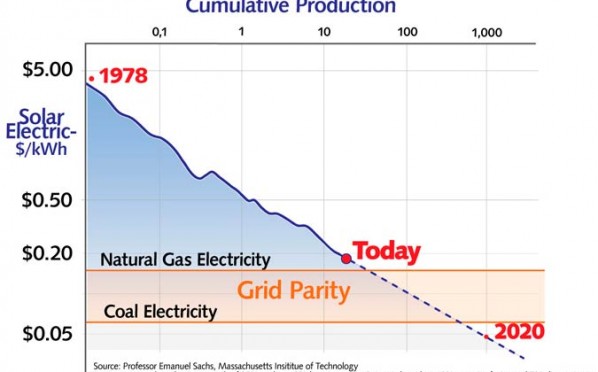 Cumulative Production
0,1 1 10 100 1,000
$5.00
1978
Solar
Electric-
$/kWh
$0.50
$0.20
Today
Natural Gas Electricity
Grid Parity
Coal Electricity
$0.05
2020
Source: Professor Emanuel Sachs, Massachusetts Insititue of Technology